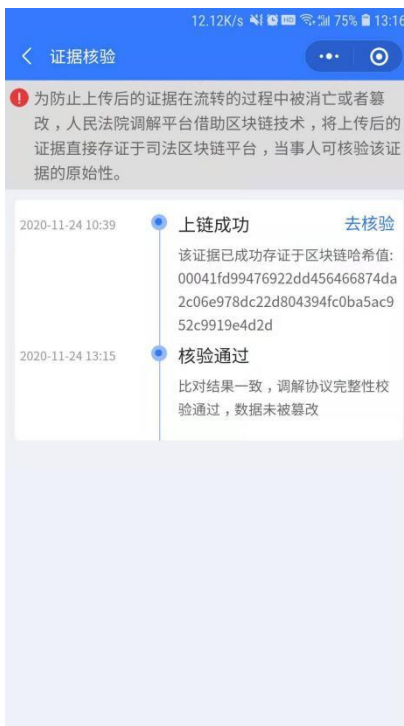 12.12K/s HD 75% 13:16
证据核验
为防止上传后的证据在流转的过程中被消亡或者篡
改，人民法院调解平台借助区块链技术，将上传后的
证据直接存证于司法区块链平台，当事人可核验该证
据的原始性。
2020-11-24 10:39 上链成功 去核验
该证据已成功存证于区块链哈希值:
00041fd99476922dd456466874da
2c06e978dc22d804394fc0ba5ac9
52c9919e4d2d
2020-11-24 13:15 核验通过
比对结果一致，调解协议完整性校
验通过，数据未被篡改